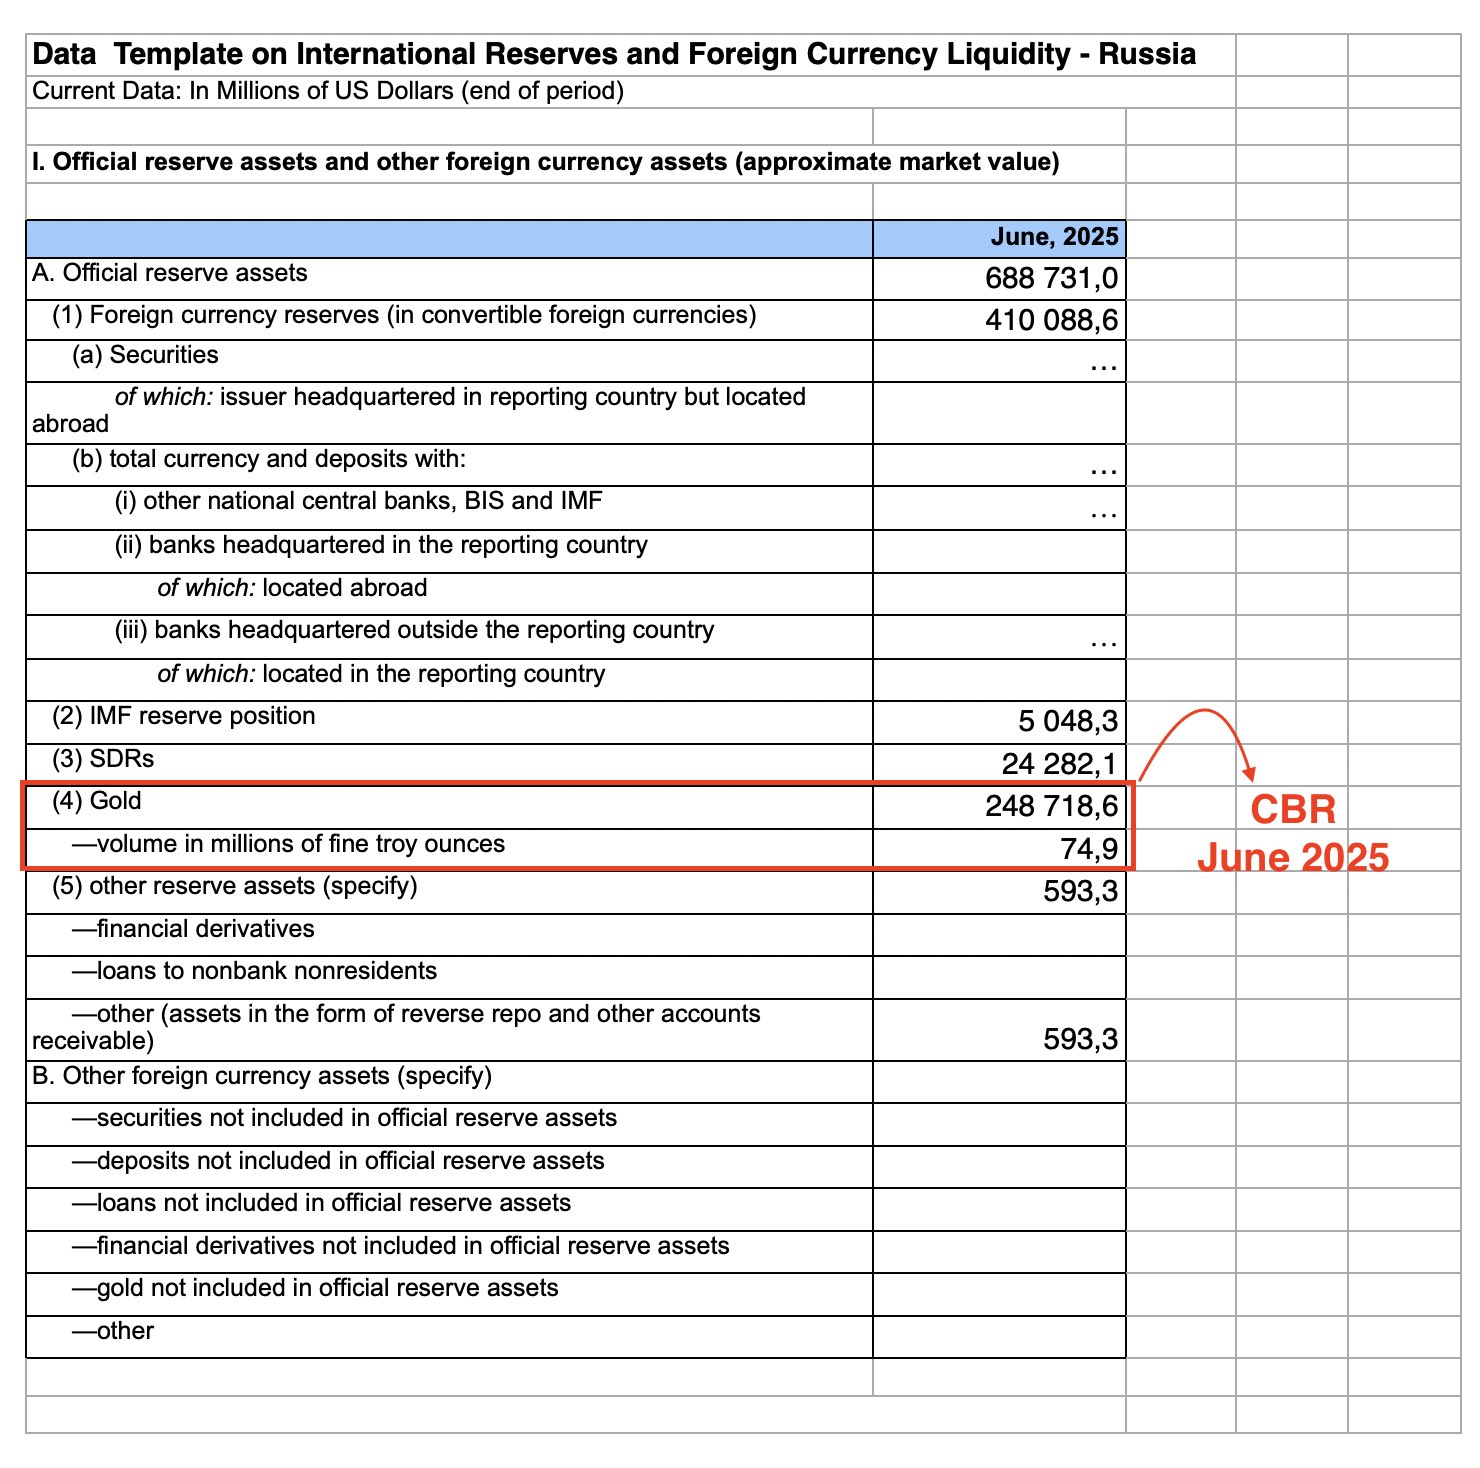 Data  Template on International Reserves and Foreign Currency Liquidity - Russia
Current Data: In Millions of US Dollars (end of period)
I. Official reserve assets and other foreign currency assets (approximate market value)
June, 2025
A. Official reserve assets 688 731,0
(1) Foreign currency reserves (in convertible foreign currencies) 410 088,6
(a) Securities ...
of which: issuer headquartered in reporting country but located
abroad
(b) total currency and deposits with: ...
(i) other national central banks, BIS and IMF ...
(ii) banks headquartered in the reporting country
of which: located abroad
(iii) banks headquartered outside the reporting country ...
of which: located in the reporting country
(2) IMF reserve position 5 048,3
(3) SDRs 24 282,1
(4) Gold 248 718,6
—volume in millions of fine troy ounces 74,9
CBR
June 2025
(5) other reserve assets (specify) 593,3
—financial derivatives
—loans to nonbank nonresidents
—other (assets in the form of reverse repo and other accounts
receivable) 593,3
B. Other foreign currency assets (specify)
—securities not included in official reserve assets
—deposits not included in official reserve assets
—loans not included in official reserve assets
—financial derivatives not included in official reserve assets
—gold not included in official reserve assets
—other